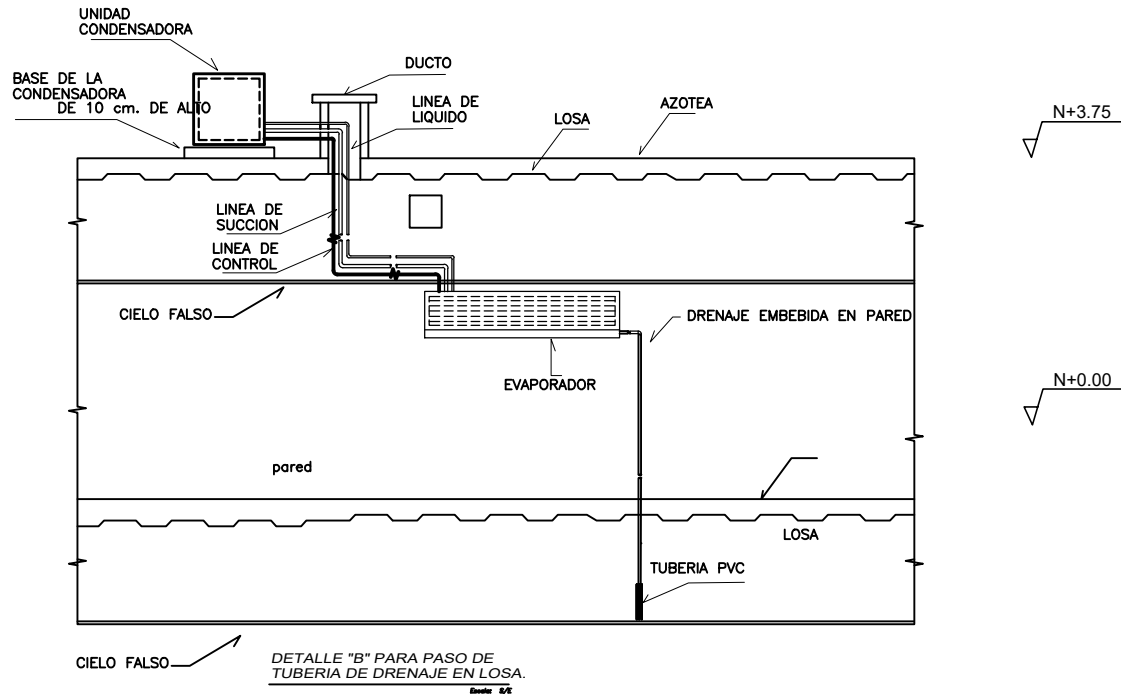 UNIDAD
CONDENSADORA
BASE DE LA
CONDENSADORA
DE 10 cm. DE ALTO
DUCTO
LINEA DE
LIQUIDO
LOSA
AZOTEA
N+3.75
LINEA DE
SUCCION
LINEA DE
CONTROL
CIELO FALSO
DRENAJE EMBEBIDA EN PARED
EVAPORADOR
N+0.00
pared
LOSA
TUBERIA PVC
CIELO FALSO
DETALLE "B" PARA PASO DE
TUBERIA DE DRENAJE EN LOSA.
Escala: S/E